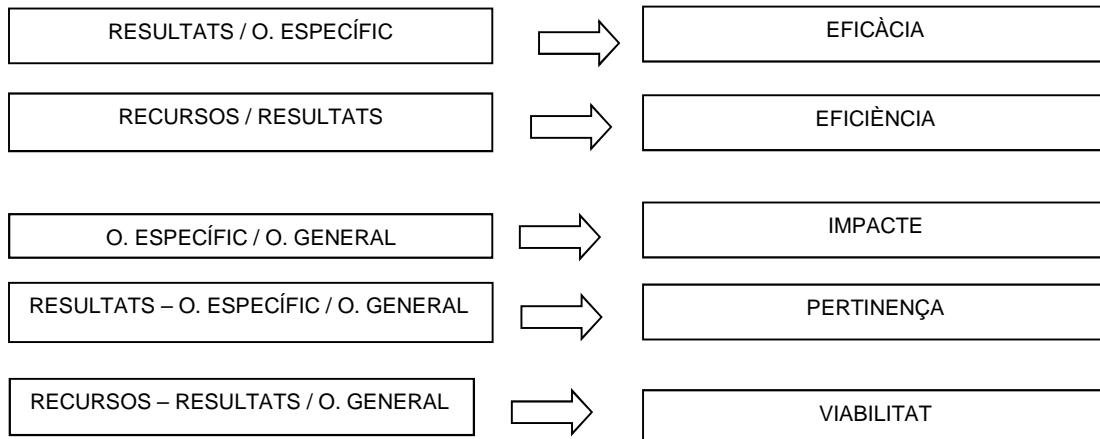 RESULTATS / O. ESPECÍFIC
EFICÀCIA
RECURSOS / RESULTATS
EFICIÈNCIA
O. ESPECÍFIC / O. GENERAL
IMPACTE
RESULTATS – O. ESPECÍFIC / O. GENERAL
PERTINENÇA
RECURSOS – RESULTATS / O. GENERAL
VIABILITAT